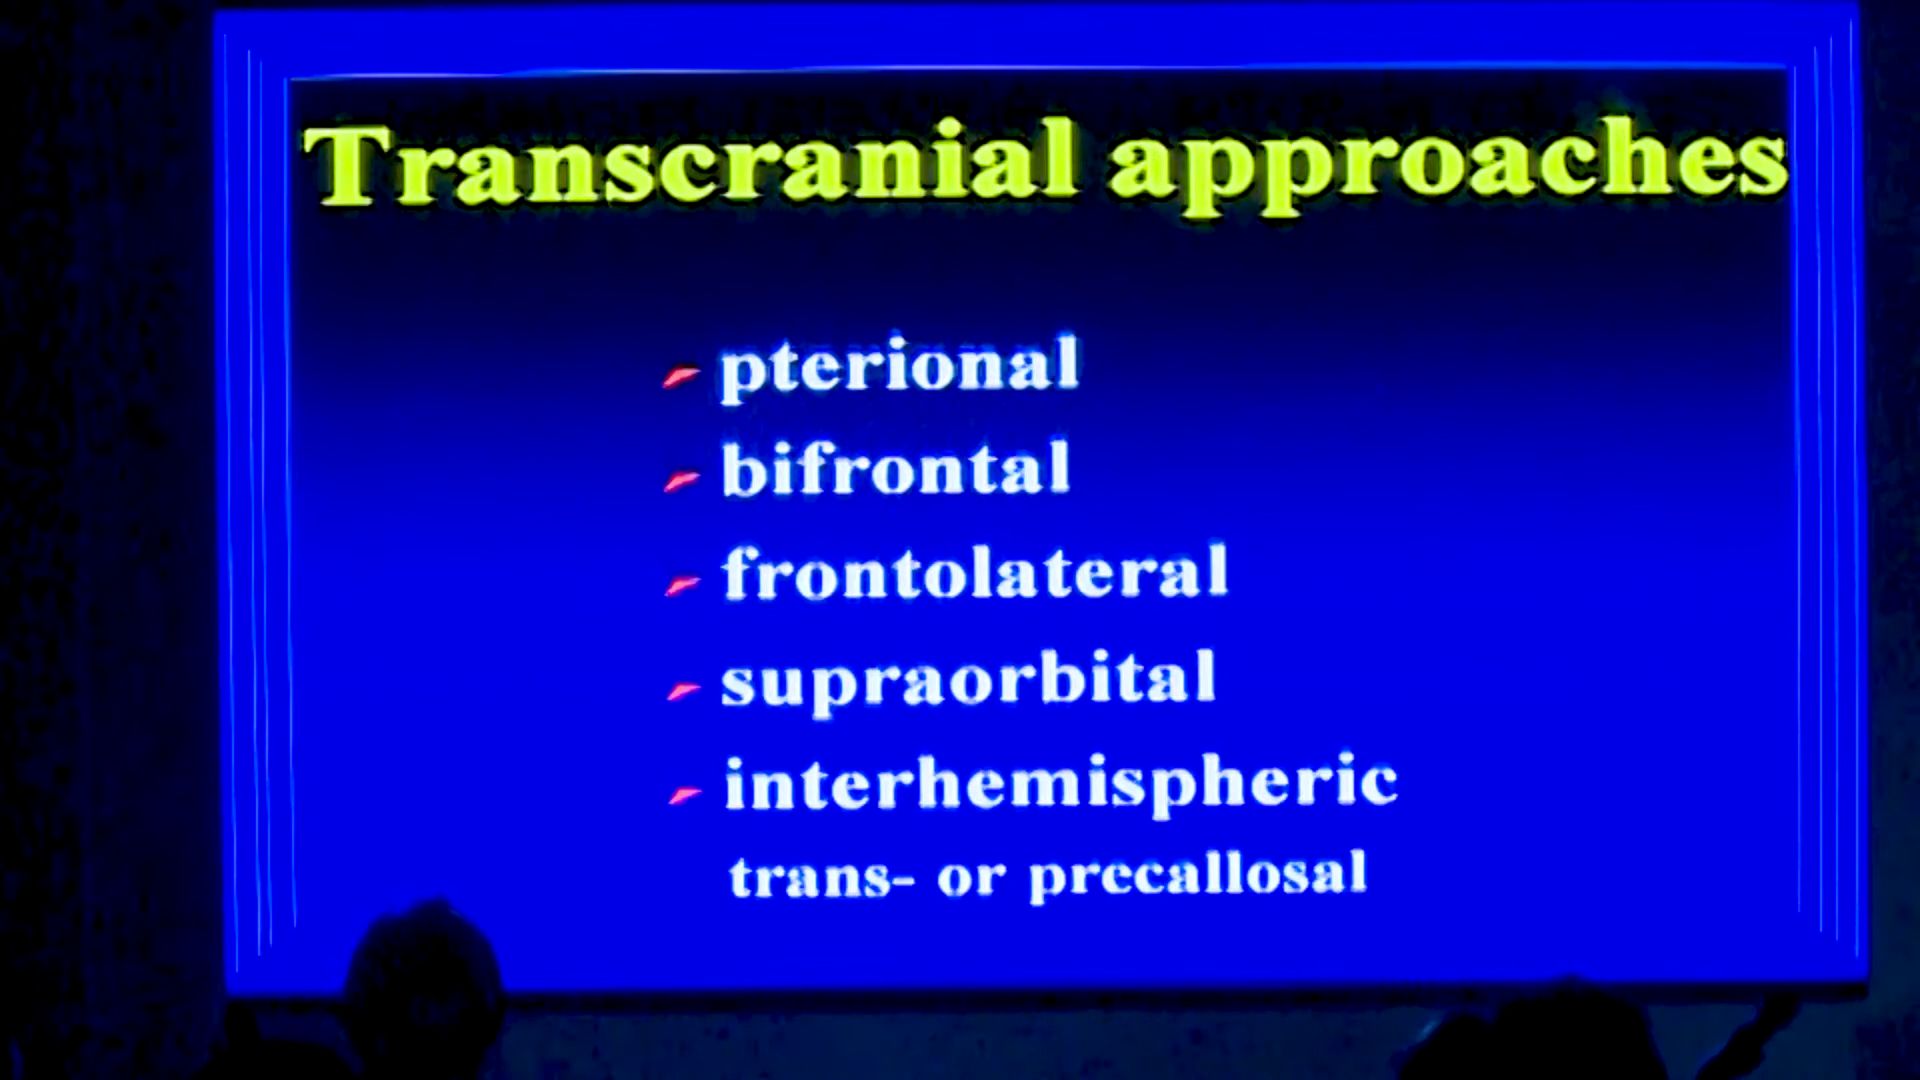 Transcranial approaches
pterional
bifrontal
frontolateral
supraorbital
interhemispheric
trans- or precallosal